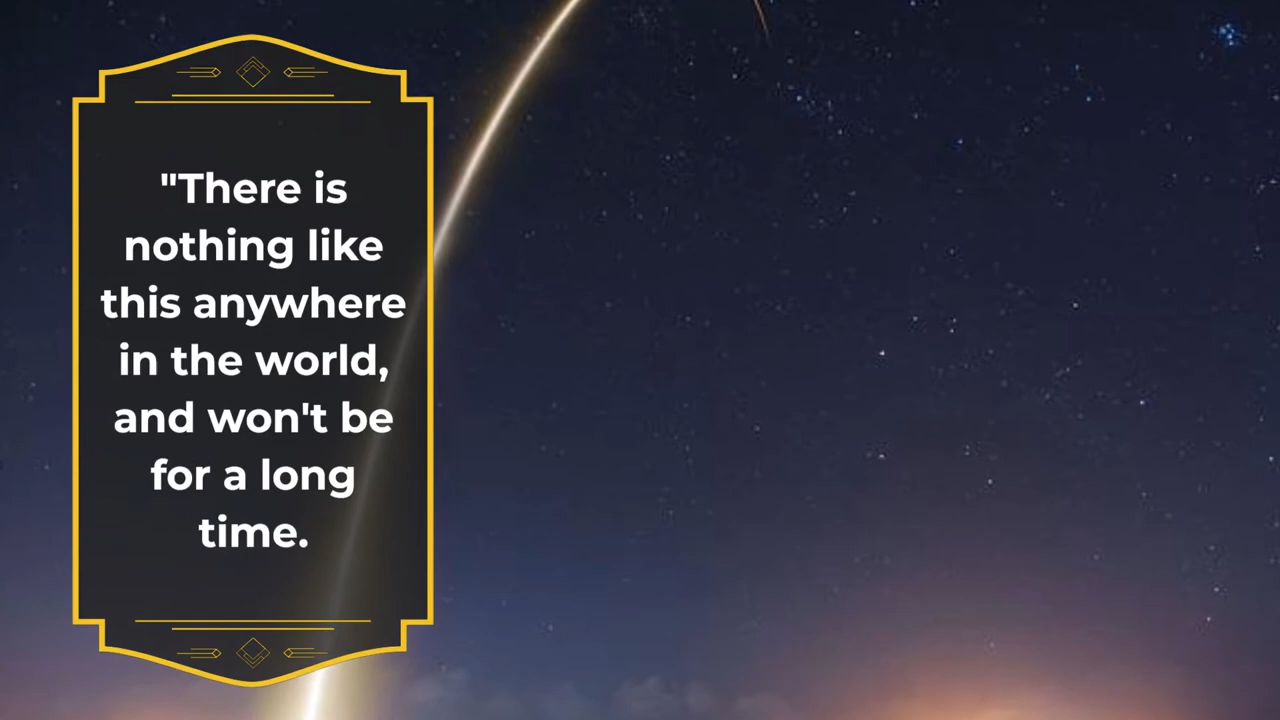 "There is
nothing like
this anywhere
in the world,
and won't be
for a long
time.